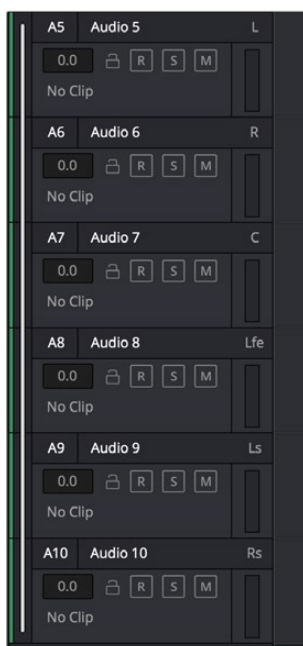 A5 Audio 5 L
0.0 R S M
No Clip
A6 Audio 6 R
0.0 R S M
No Clip
A7 Audio 7 C
0.0 R S M
No Clip
A8 Audio 8 Lfe
0.0 R S M
No Clip
A9 Audio 9 Ls
0.0 R S M
No Clip
A10 Audio 10 Rs
0.0 R S M
No Clip